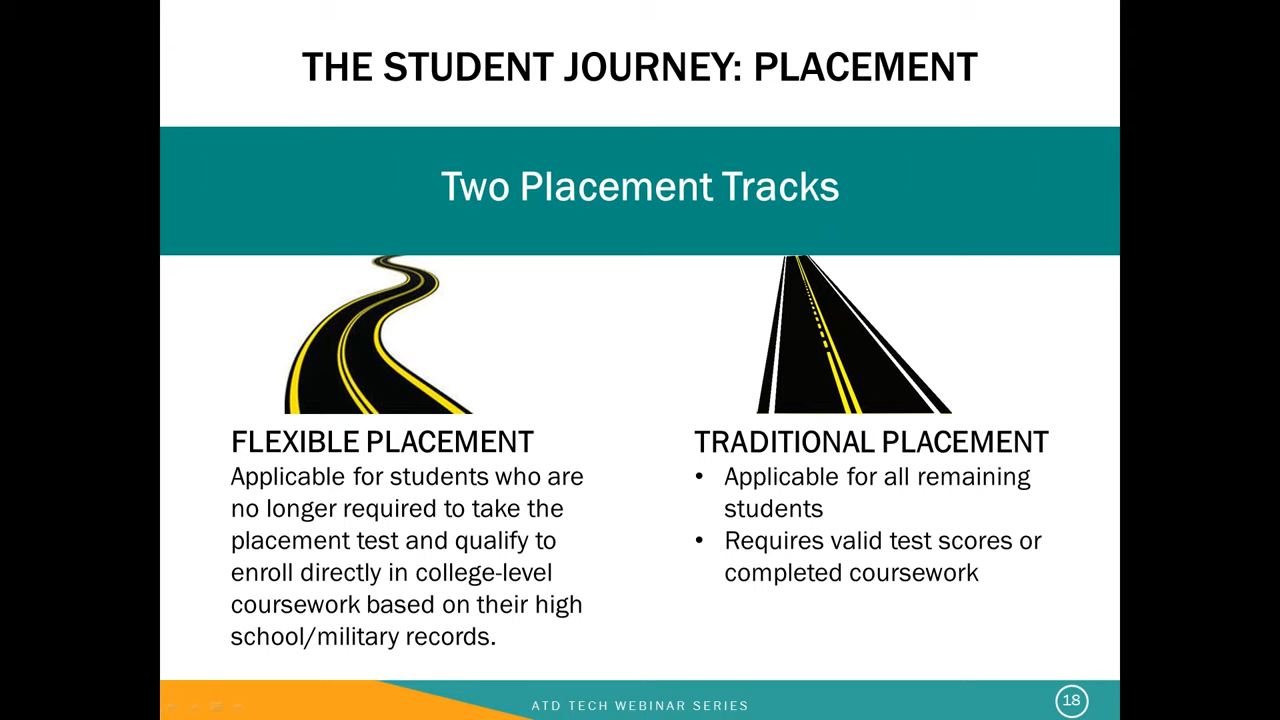 THE STUDENT JOURNEY: PLACEMENT
Two Placement Tracks
FLEXIBLE PLACEMENT
Applicable for students who are
no longer required to take the
placement test and qualify to
enroll directly in college-level
coursework based on their high
school/military records.
TRADITIONAL PLACEMENT
• Applicable for all remaining
students
• Requires valid test scores or
completed coursework
ATD TECH WEBINAR SERIES
18